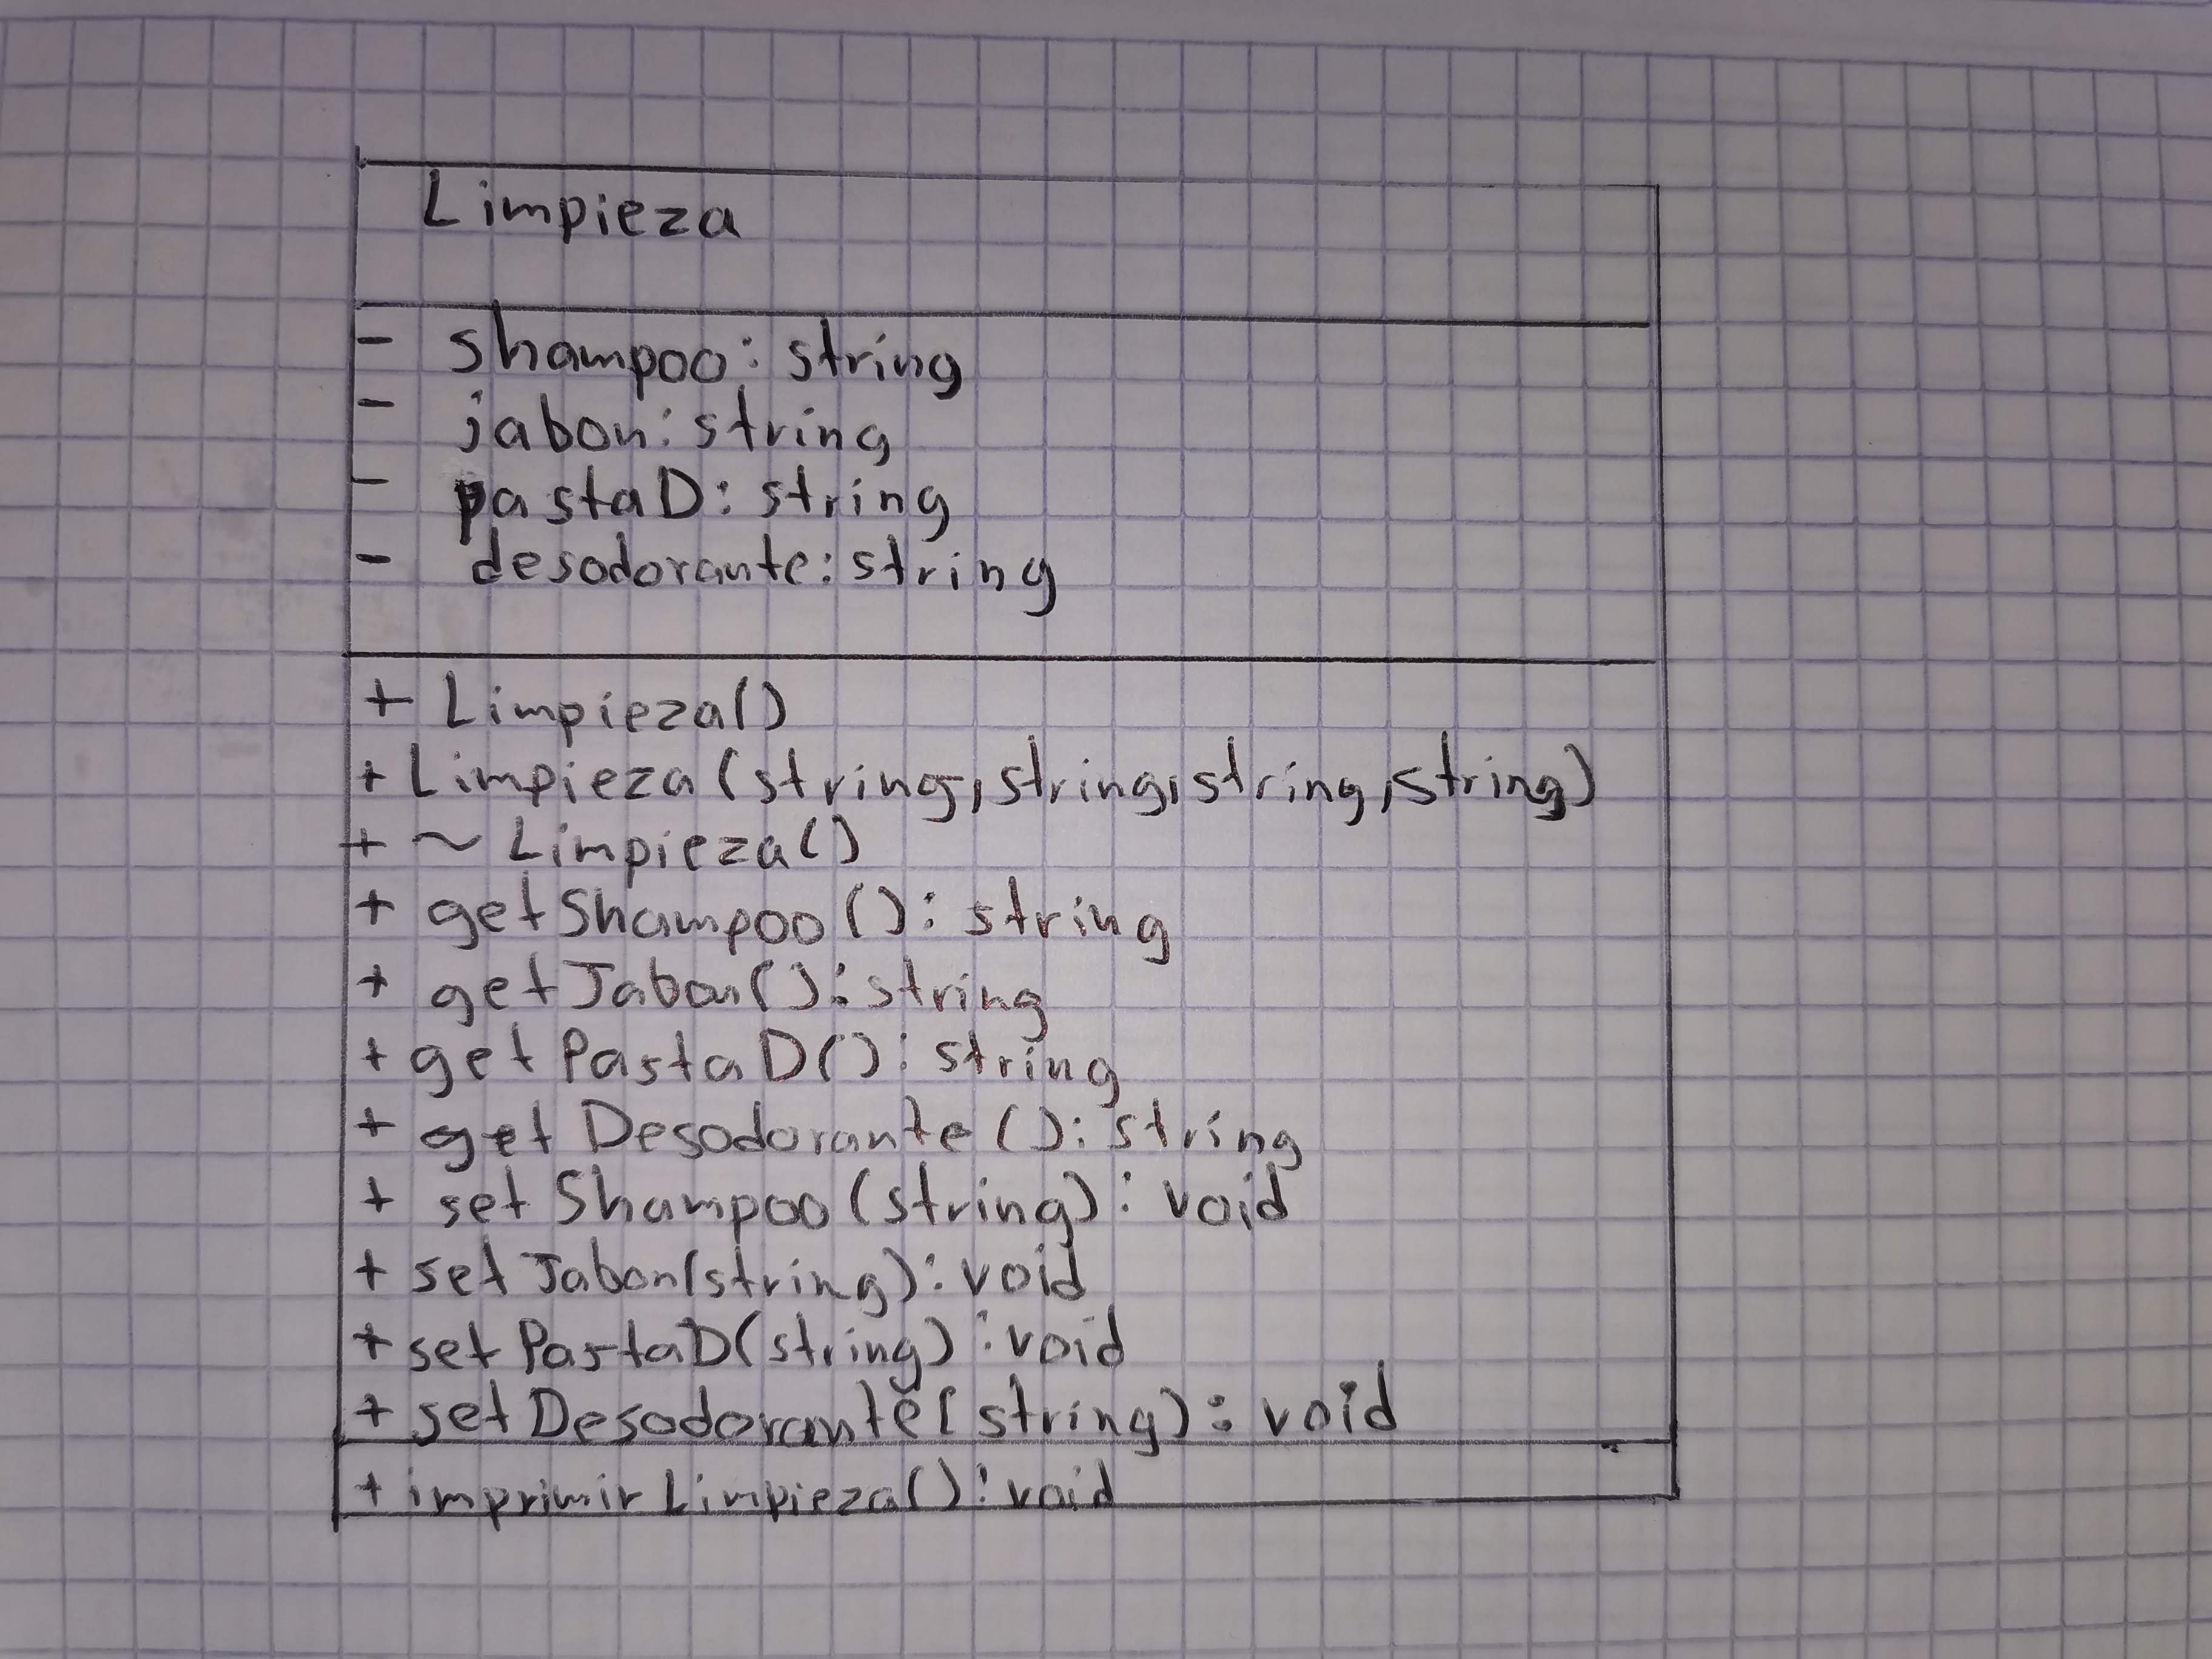 Limpieza
- shampoo: string
- jabon: string
- pastaD: string
- desodorante: string
+ Limpieza()
+ Limpieza(string, string, string, string)
+ ~ Limpieza()
+ getShampoo(): string
+ getJabon(): string
+ getPastaD(): string
+ getDesodorante(): string
+ setShampoo(string): void
+ setJabon(string): void
+ setPastaD(string): void
+ setDesodorante(string): void
+ imprimirLimpieza(): void